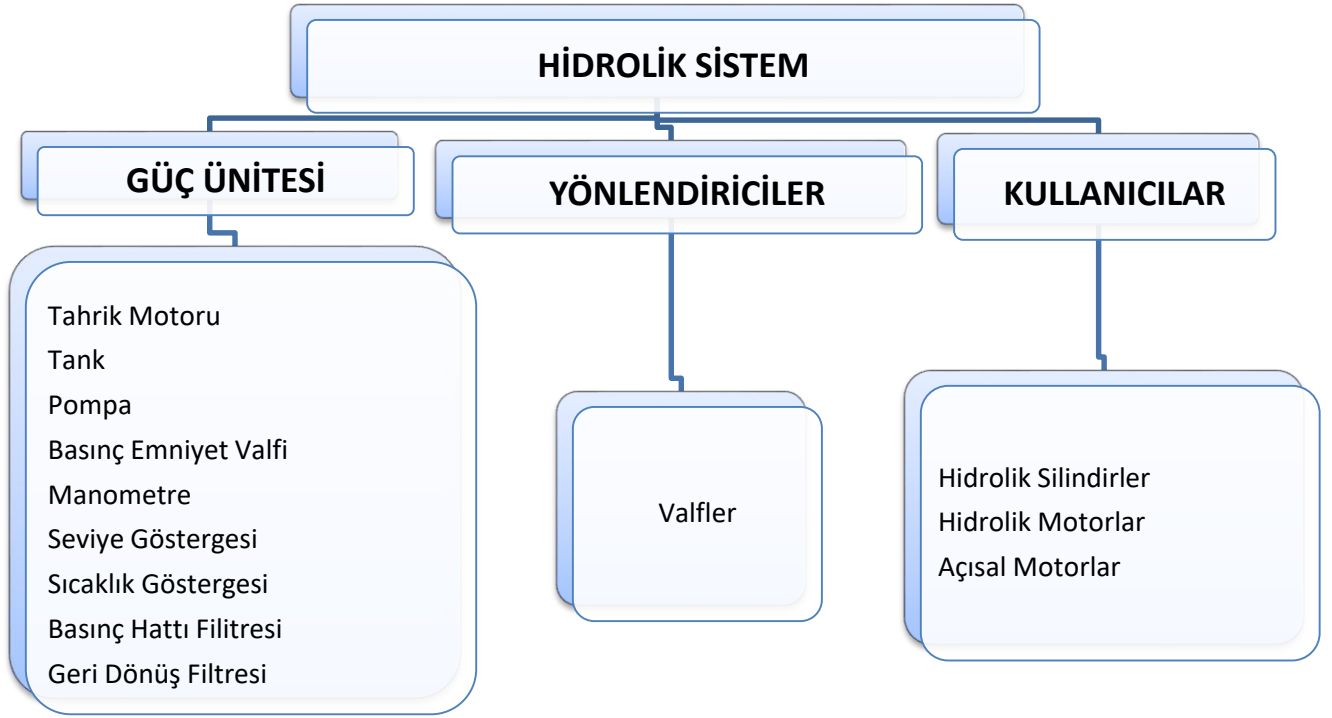 HİDROLİK SİSTEM
GÜÇ ÜNİTESİ
Tahrik Motoru
Tank
Pompa
Basınç Emniyet Valfi
Manometre
Seviye Göstergesi
Sıcaklık Göstergesi
Basınç Hattı Filitresi
Geri Dönüş Filtresi
YÖNLENDİRİCİLER
Valfler
KULLANICILAR
Hidrolik Silindirler
Hidrolik Motorlar
Açısal Motorlar